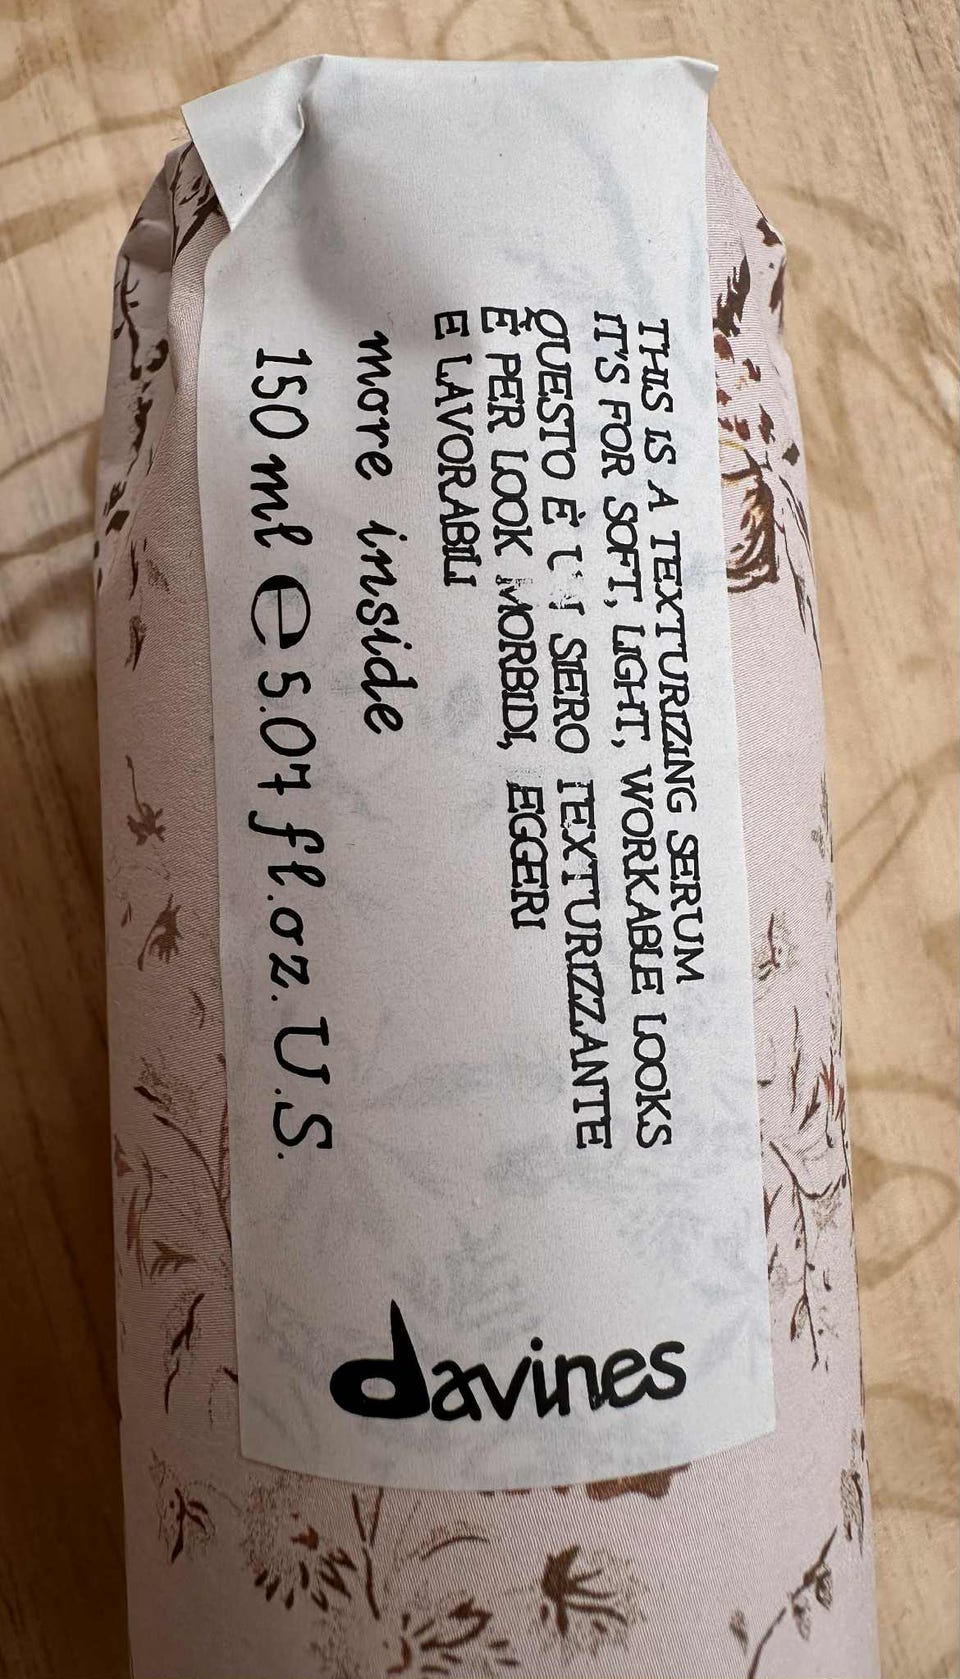 THIS IS A TEXTURIZING SERUM
IT'S FOR SOFT, LIGHT, WORKABLE LOOKS
QUESTO È UN SIERO TEXTURIZZANTE
È PER LOOK MORBIDI, EGGERI
E LAVORABILI
more inside
150 ml e 5.07 fl.oz. U.S.
davines